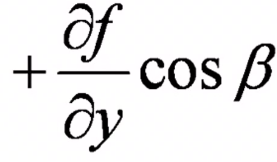 + ∂f/∂y cos β